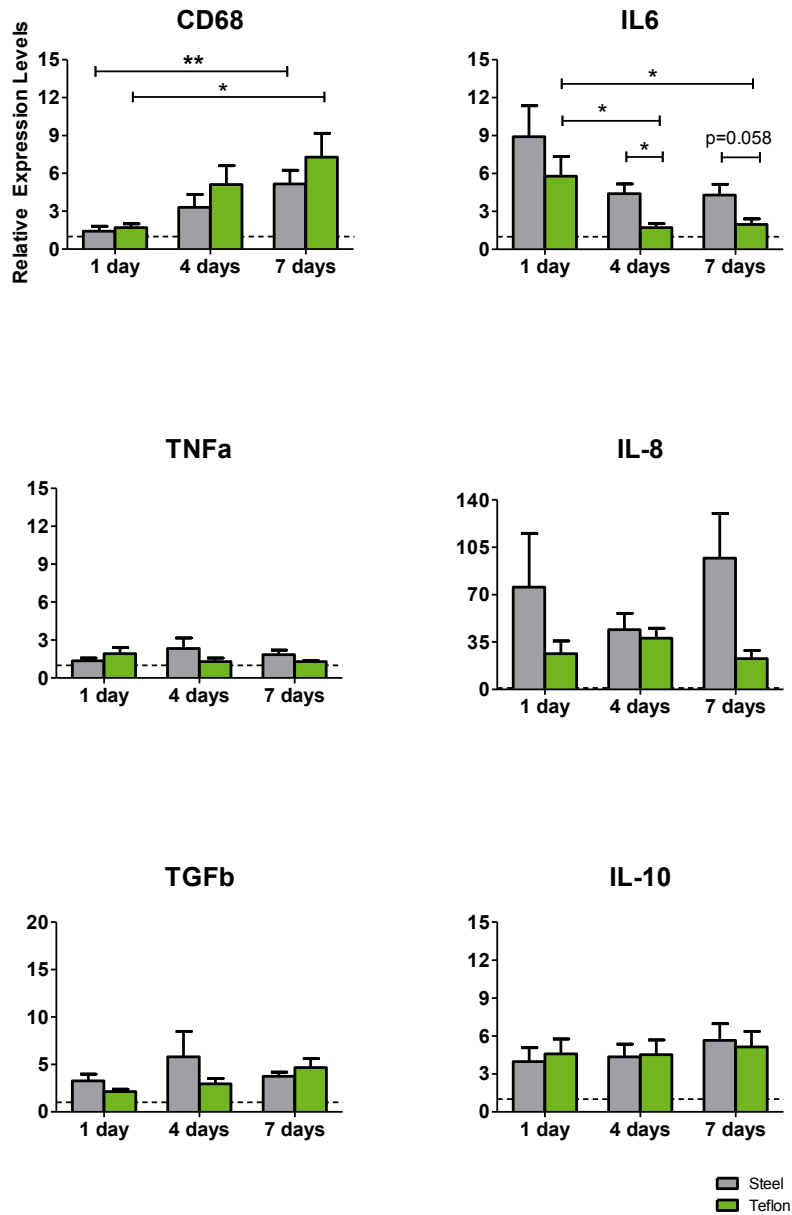 CD68
IL6
Relative Expression Levels
15
12
9
6
3
0
**
*
1 day
4 days
7 days
15
12
9
6
3
0
*
*
*
p=0.058
1 day
4 days
7 days
TNFa
IL-8
15
12
9
6
3
0
1 day
4 days
7 days
140
105
70
35
0
1 day
4 days
7 days
TGFb
IL-10
20
15
10
5
0
1 day
4 days
7 days
15
12
9
6
3
0
1 day
4 days
7 days
Steel
Teflon